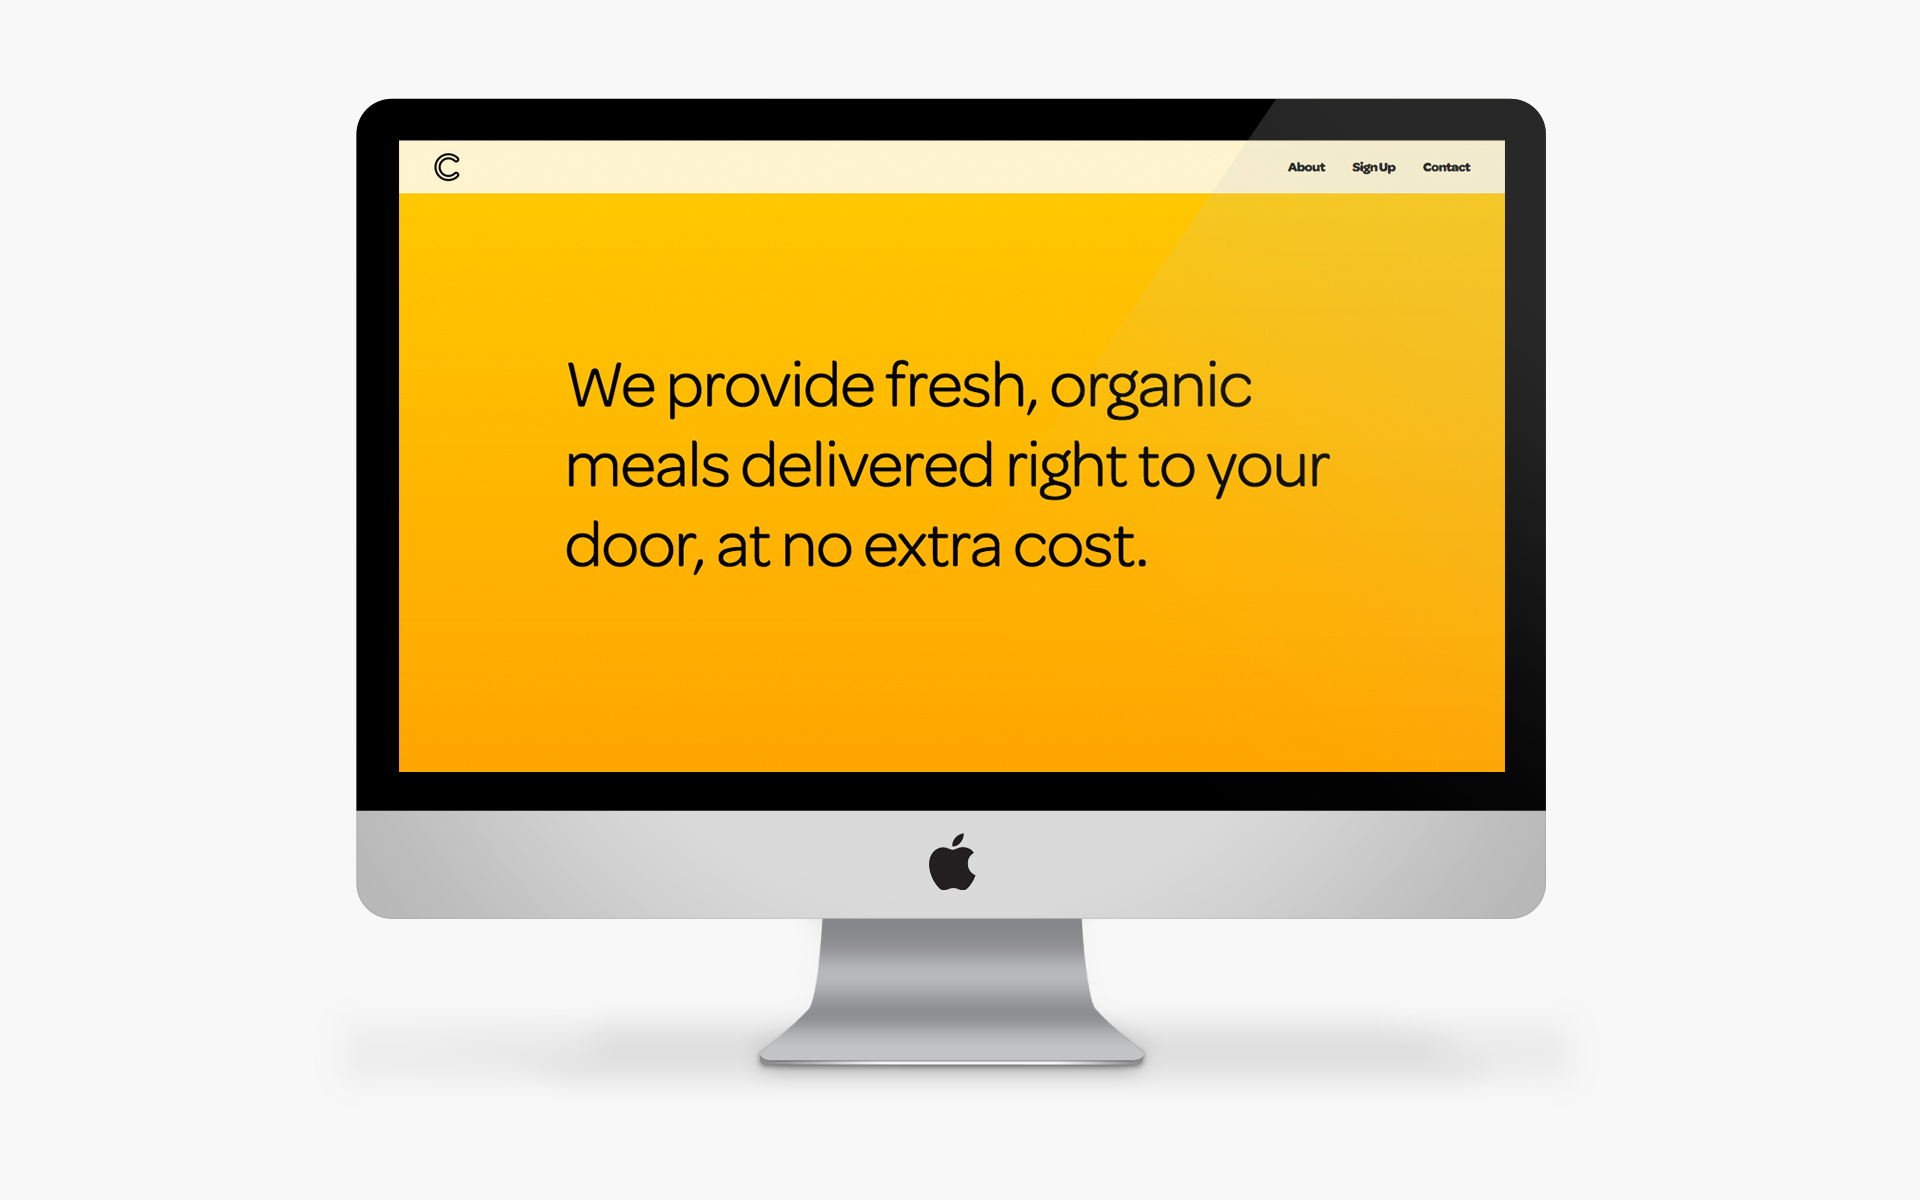 C
About Sign Up Contact
We provide fresh, organic
meals delivered right to your
door, at no extra cost.